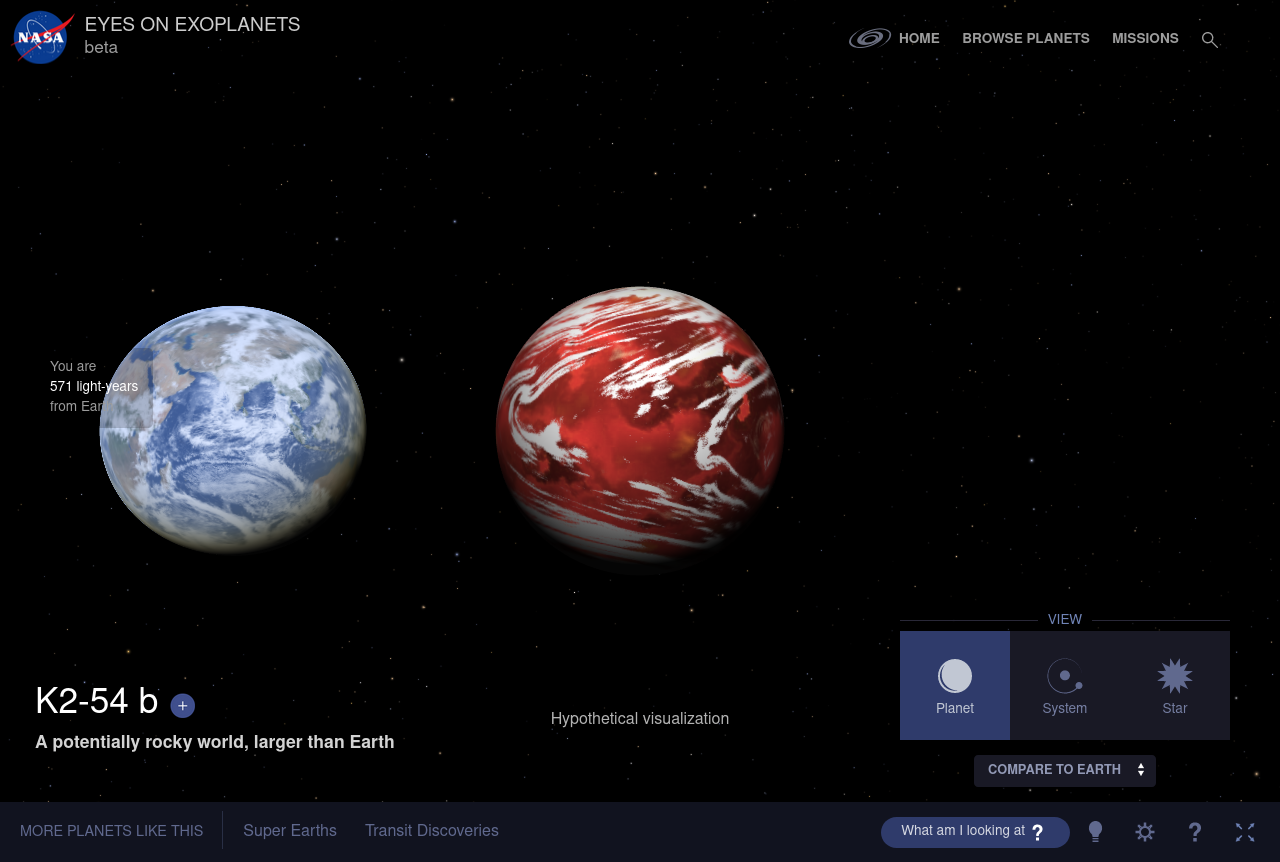 NASA
EYES ON EXOPLANETS
beta
HOME
BROWSE PLANETS
MISSIONS
You are
571 light-years
from Ear
K2-54 b
+
A potentially rocky world, larger than Earth
Hypothetical visualization
VIEW
Planet
System
Star
COMPARE TO EARTH
MORE PLANETS LIKE THIS
Super Earths
Transit Discoveries
What am I looking at ?
?